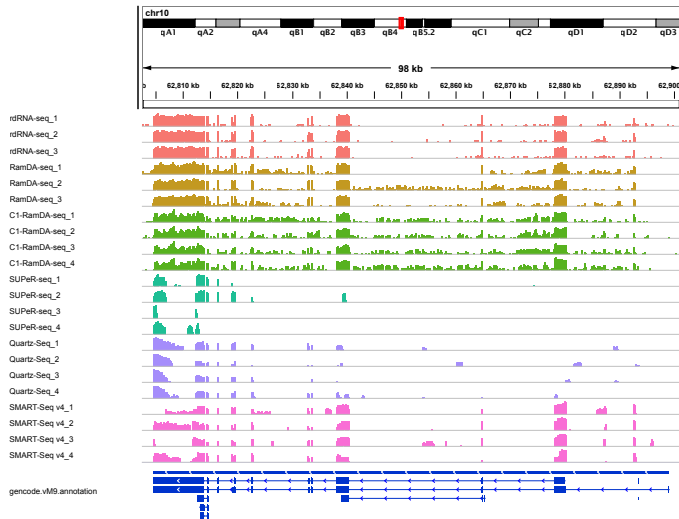 chr10
qA1 qA2 qA4 qB1 qB2 qB3 qB4 qB5.2 qC1 qC2 qD1 qD2 qD3
98 kb
62,810 kb 62,820 kb 62,830 kb 62,840 kb 62,850 kb 62,860 kb 62,870 kb 62,880 kb 62,890 kb 62,900
rdRNA-seq_1
rdRNA-seq_2
rdRNA-seq_3
RamDA-seq_1
RamDA-seq_2
RamDA-seq_3
C1-RamDA-seq_1
C1-RamDA-seq_2
C1-RamDA-seq_3
C1-RamDA-seq_4
SUPeR-seq_1
SUPeR-seq_2
SUPeR-seq_3
SUPeR-seq_4
Quartz-Seq_1
Quartz-Seq_2
Quartz-Seq_3
Quartz-Seq_4
SMART-Seq v4_1
SMART-Seq v4_2
SMART-Seq v4_3
SMART-Seq v4_4
gencode.vM9.annotation